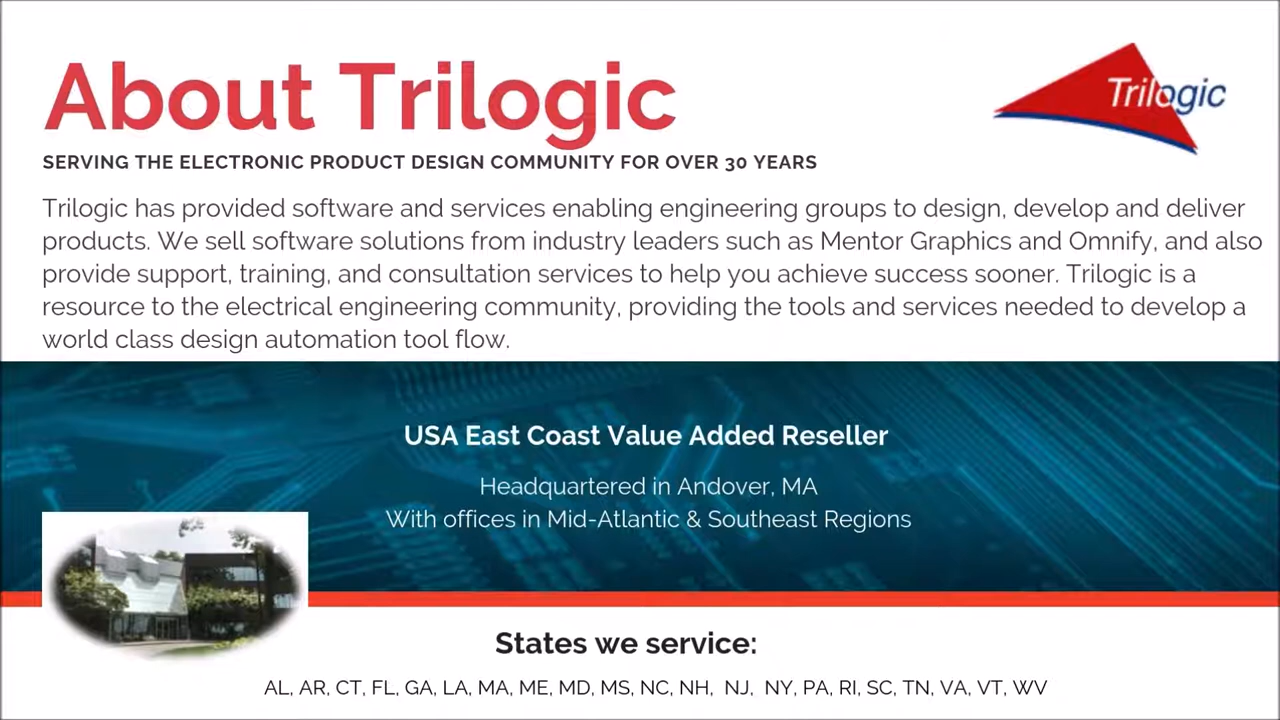 About Trilogic
Trilogic
SERVING THE ELECTRONIC PRODUCT DESIGN COMMUNITY FOR OVER 30 YEARS
Trilogic has provided software and services enabling engineering groups to design, develop and deliver
products. We sell software solutions from industry leaders such as Mentor Graphics and Omnify, and also
provide support, training, and consultation services to help you achieve success sooner. Trilogic is a
resource to the electrical engineering community, providing the tools and services needed to develop a
world class design automation tool flow.
USA East Coast Value Added Reseller
Headquartered in Andover, MA
With offices in Mid-Atlantic & Southeast Regions
States we service:
AL, AR, CT, FL, GA, LA, MA, ME, MD, MS, NC, NH, NJ, NY, PA, RI, SC, TN, VA, VT, WV